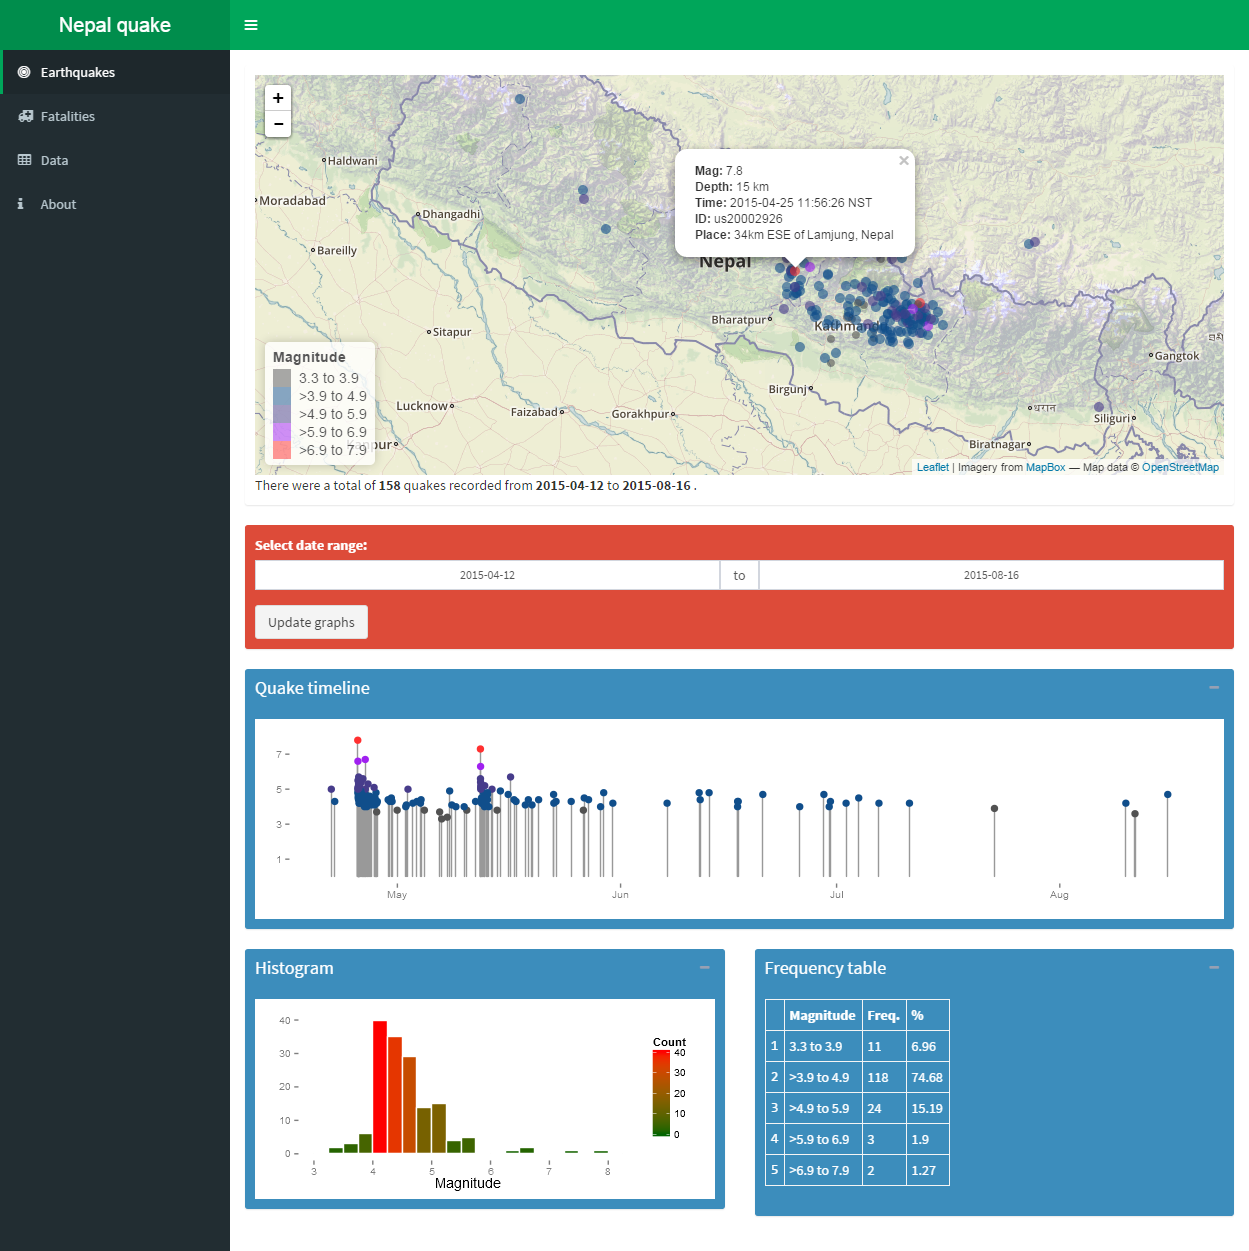 Nepal quake
Earthquakes
Fatalities
Data
About
+
−
Haldwani
Moradabad
Dhangadhi
Bareilly
Mag: 7.8
Depth: 15 km
Time: 2015-04-25 11:56:26 NST
ID: us20002926
Place: 34km ESE of Lamjung, Nepal
×
Nepal
Bharatpur
Kathmand
Sitapur
Birgunj
Gangtok
Lucknow
Faizabad
Gorakhpur
धरान
Siliguri
Biratnagar
Magnitude
3.3 to 3.9
>3.9 to 4.9
>4.9 to 5.9
>5.9 to 6.9
>6.9 to 7.9
pur
Leaflet | Imagery from MapBox — Map data © OpenStreetMap
There were a total of 158 quakes recorded from 2015-04-12 to 2015-08-16 .
Select date range:
2015-04-12 to 2015-08-16
Update graphs
Quake timeline
7
5
3
1
May Jun Jul Aug
Histogram
40
30
20
10
0
3 4 5 6 7 8
Magnitude
Count
40
30
20
10
0
Frequency table
Magnitude Freq. %
1 3.3 to 3.9 11 6.96
2 >3.9 to 4.9 118 74.68
3 >4.9 to 5.9 24 15.19
4 >5.9 to 6.9 3 1.9
5 >6.9 to 7.9 2 1.27